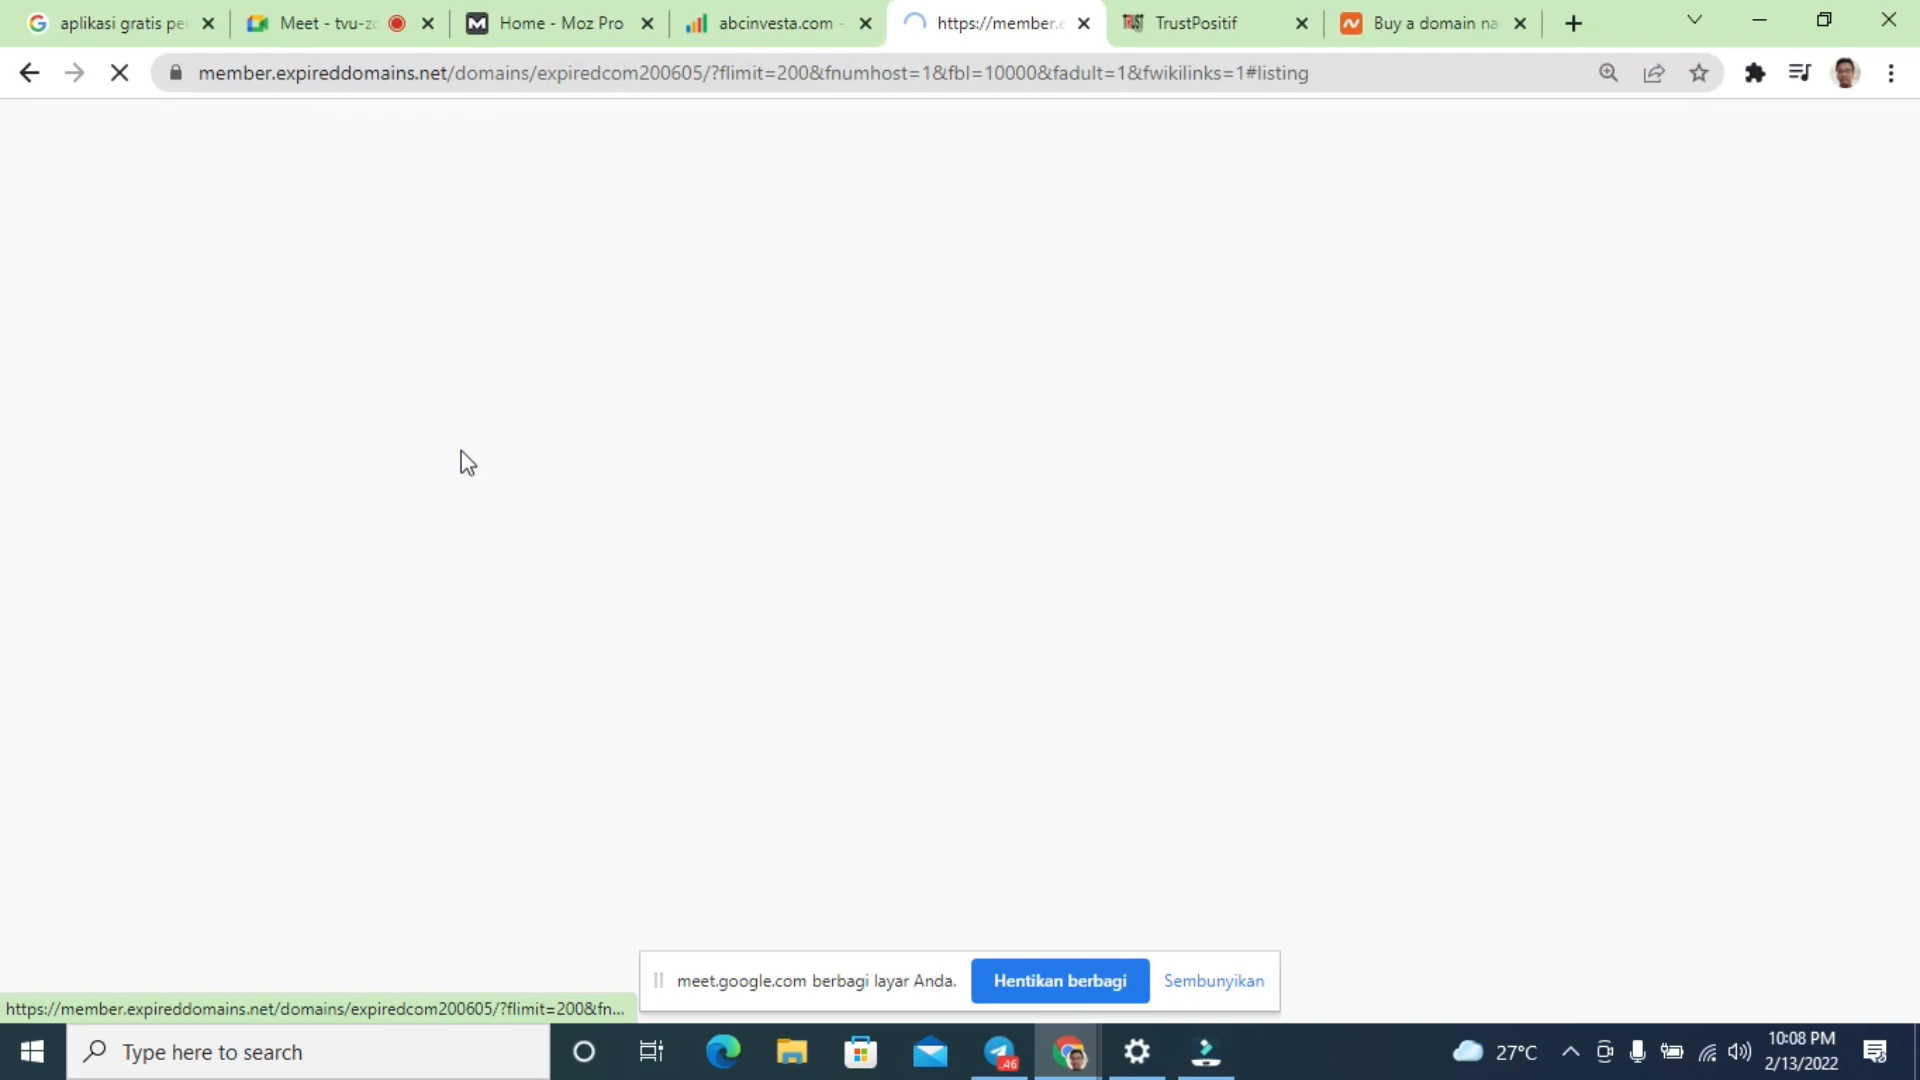 aplikasi gratis pe
Meet - tvu-zc
Home - Moz Pro
abcinvesta.com -
https://member.e
TrustPositif
Buy a domain na
member.expireddomains.net/domains/expiredcom200605/?flimit=200&fnumhost=1&fbl=10000&fadult=1&fwikilinks=1#listing
meet.google.com berbagi layar Anda.
Hentikan berbagi
Sembunyikan
https://member.expireddomains.net/domains/expiredcom200605/?flimit=200&fn...
Type here to search
46
27°C
10:08 PM
2/13/2022